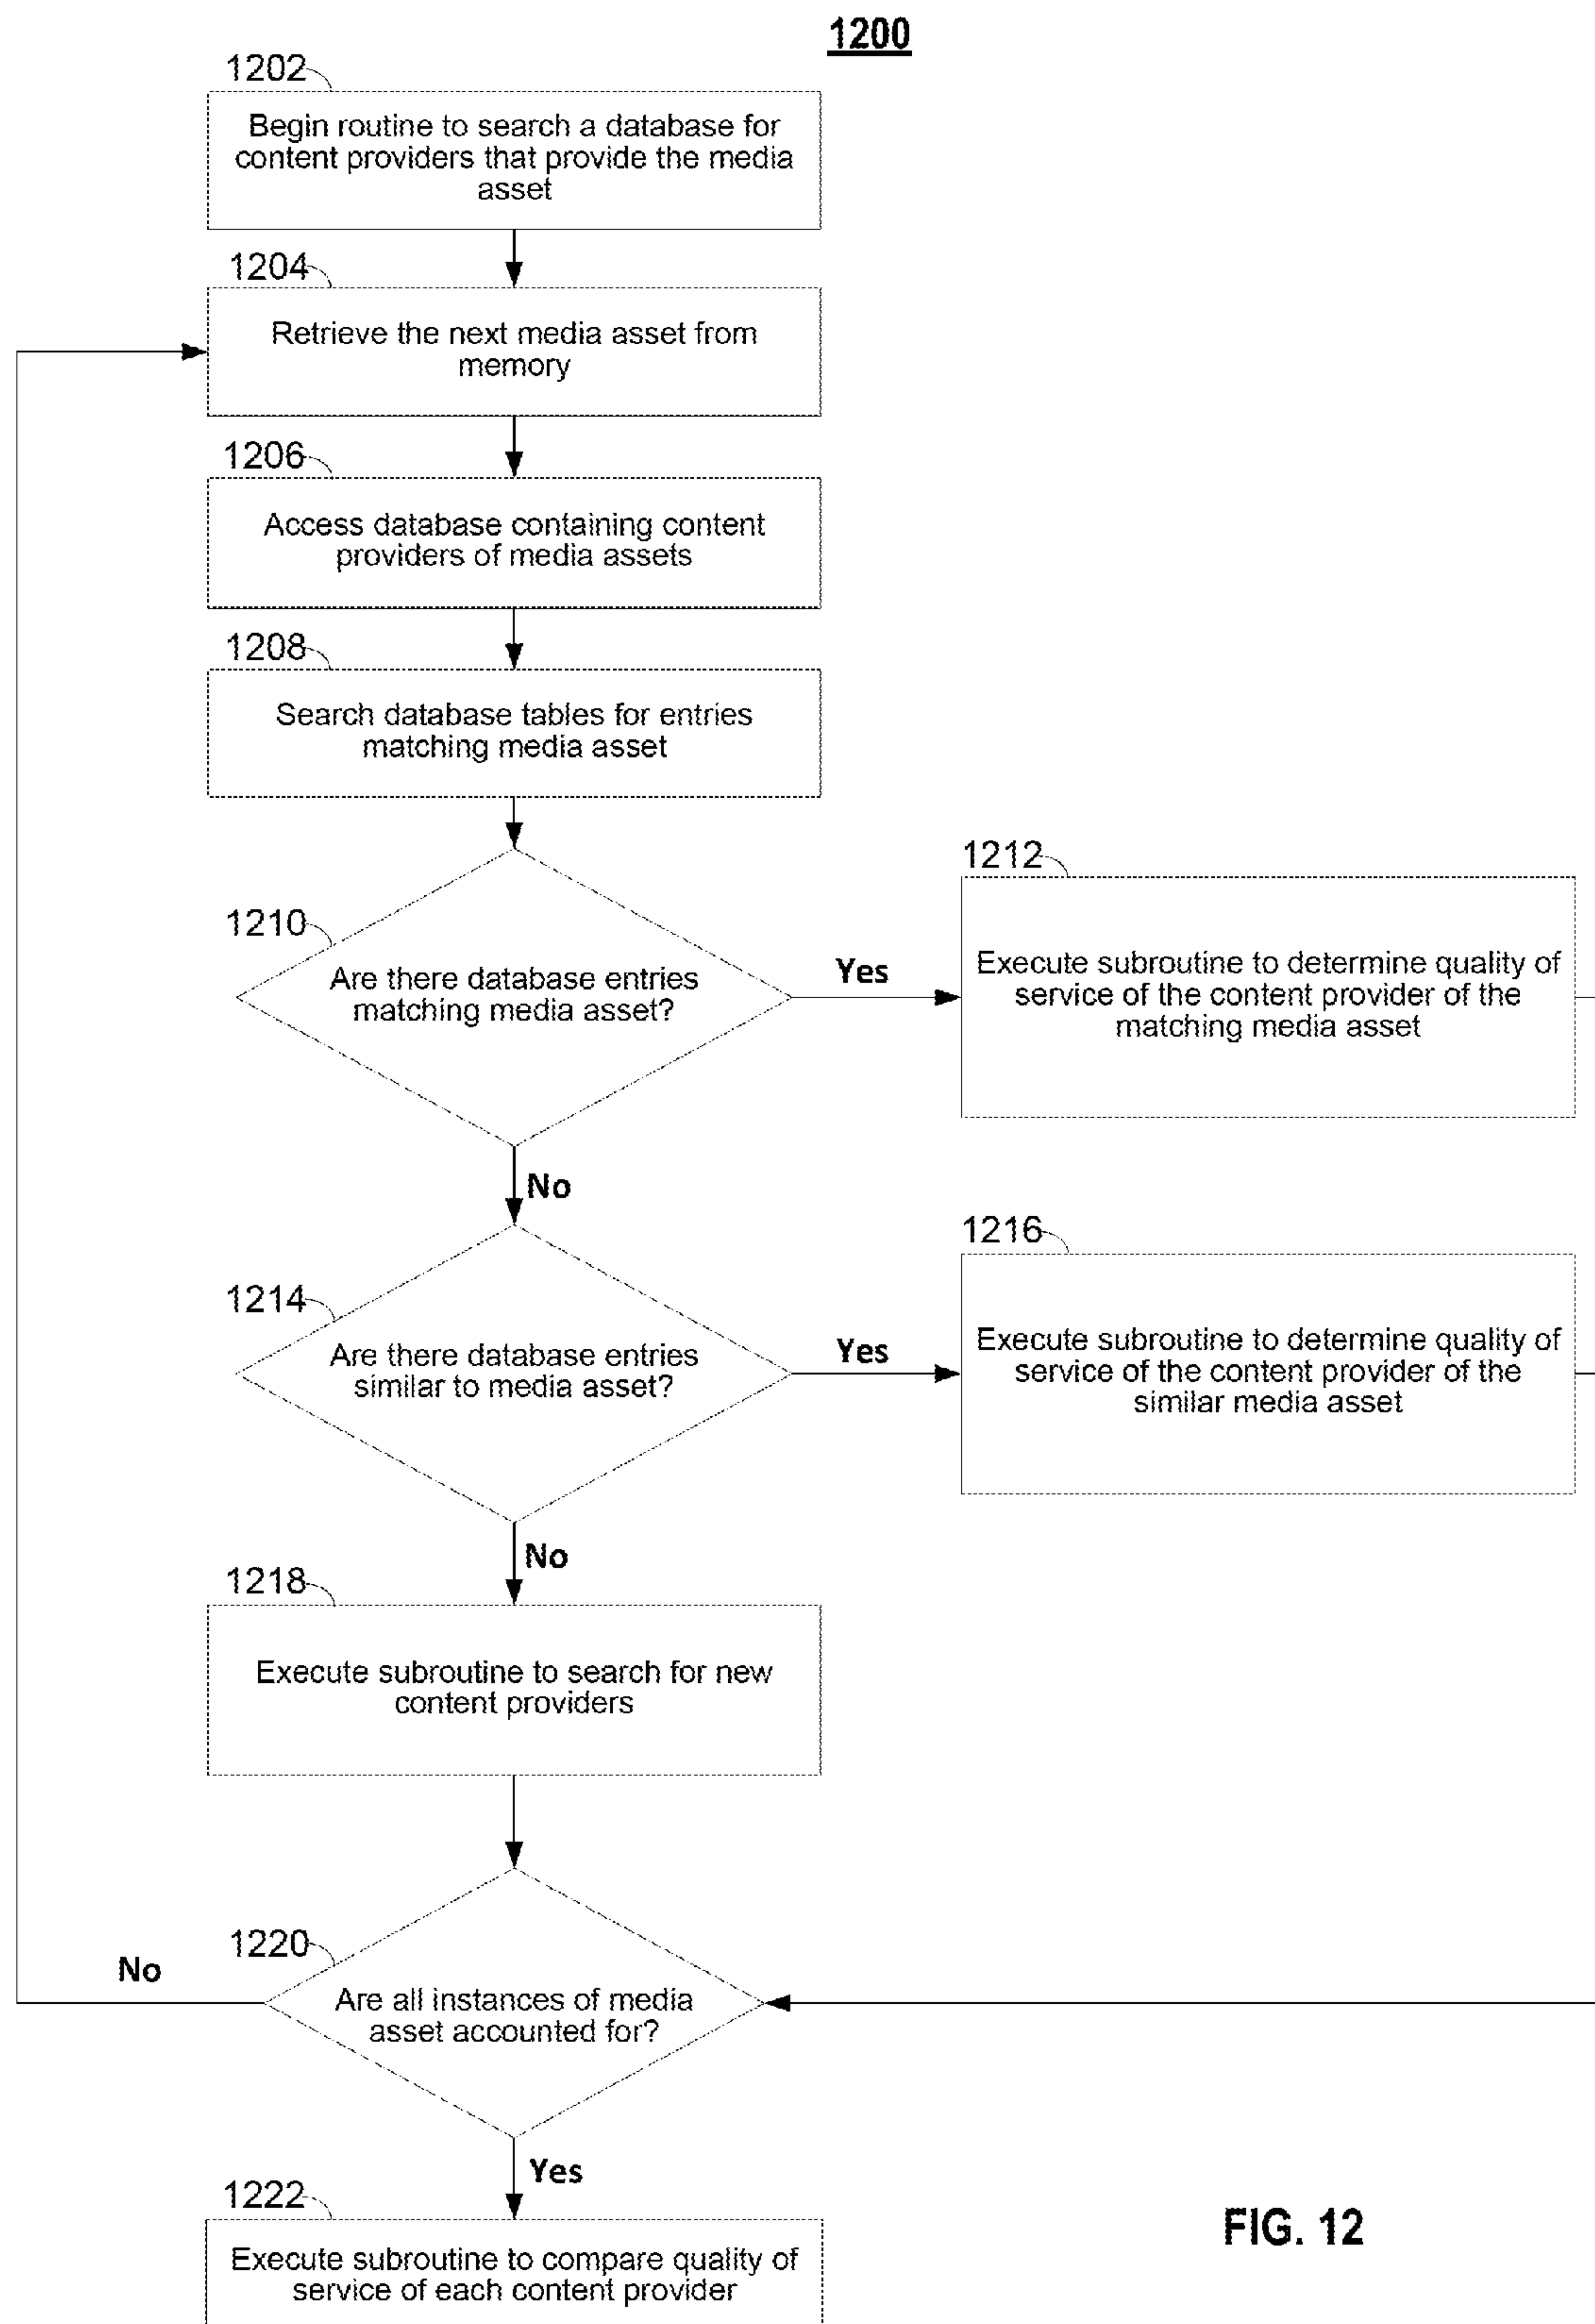 1200
1202
Begin routine to search a database for
content providers that provide the media
asset
1204
Retrieve the next media asset from
memory
1206
Access database containing content
providers of media assets
1208
Search database tables for entries
matching media asset
1210
Are there database entries
matching media asset?
Yes
1212
Execute subroutine to determine quality of
service of the content provider of the
matching media asset
No
1214
Are there database entries
similar to media asset?
Yes
1216
Execute subroutine to determine quality of
service of the content provider of the
similar media asset
No
1218
Execute subroutine to search for new
content providers
1220
Are all instances of media
asset accounted for?
No
Yes
1222
Execute subroutine to compare quality of
service of each content provider
FIG. 12